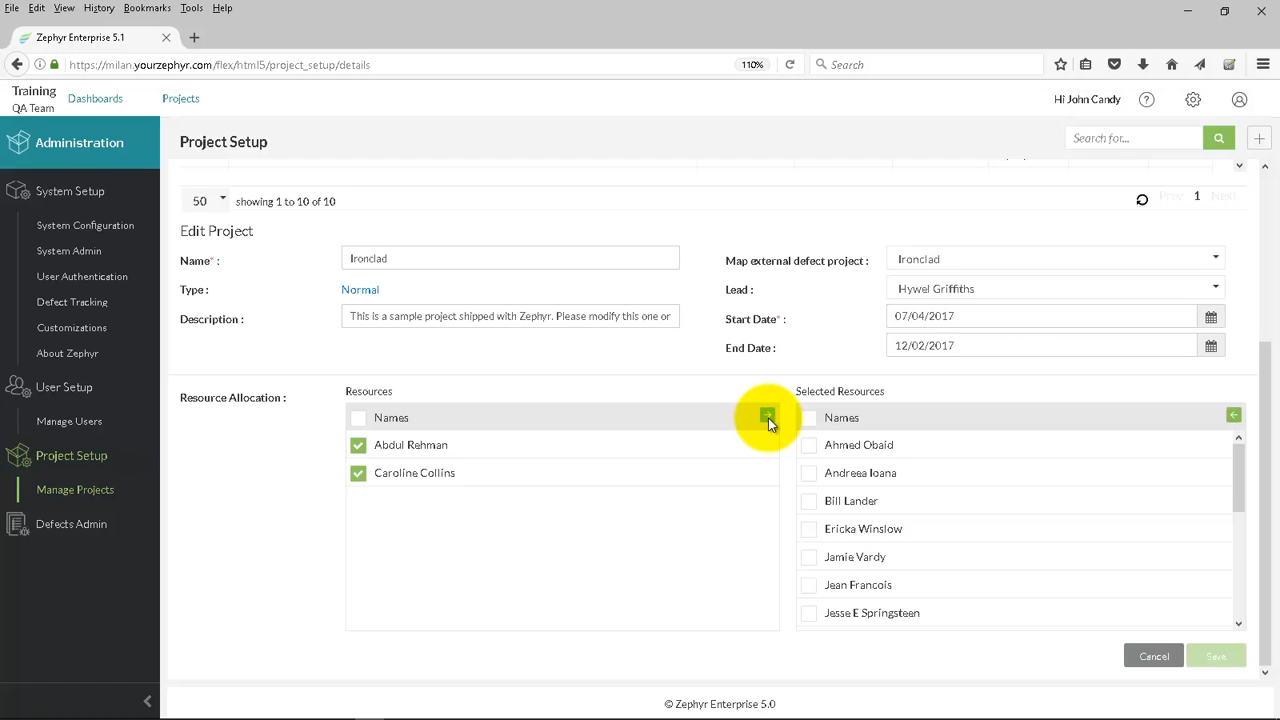 File Edit View History Bookmarks Tools Help
Zephyr Enterprise 5.1
https://milan.yourzephyr.com/flex/html5/project_setup/details
110%
Search
Training
QA Team
Dashboards
Projects
Hi John Candy
Administration
Project Setup
Search for...
System Setup
System Configuration
System Admin
User Authentication
Defect Tracking
Customizations
About Zephyr
User Setup
Manage Users
Project Setup
Manage Projects
Defects Admin
50
showing 1 to 10 of 10
Prev 1 Next
Edit Project
Name* :
Ironclad
Map external defect project :
Ironclad
Type :
Normal
Lead :
Hywel Griffiths
Description :
This is a sample project shipped with Zephyr. Please modify this one or
Start Date* :
07/04/2017
End Date :
12/02/2017
Resource Allocation :
Resources
Names
Abdul Rehman
Caroline Collins
Selected Resources
Names
Ahmed Obaid
Andreea Ioana
Bill Lander
Ericka Winslow
Jamie Vardy
Jean Francois
Jesse E Springsteen
Cancel
Save
© Zephyr Enterprise 5.0